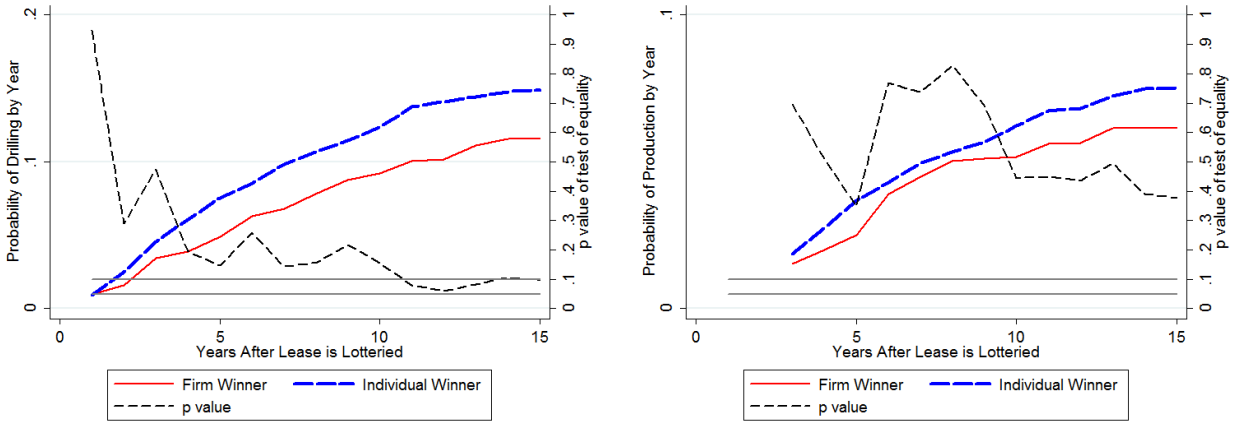 Probability of Drilling by Year
.2
.1
0
1
.9
.8
.7
.6
.5
.4
.3
.2
.1
0
p value of test of equality
0
5
10
15
Years After Lease is Lotteried
Firm Winner
Individual Winner
p value
Probability of Production by Year
.1
0
1
.9
.8
.7
.6
.5
.4
.3
.2
.1
0
p value of test of equality
0
5
10
15
Years After Lease is Lotteried
Firm Winner
Individual Winner
p value